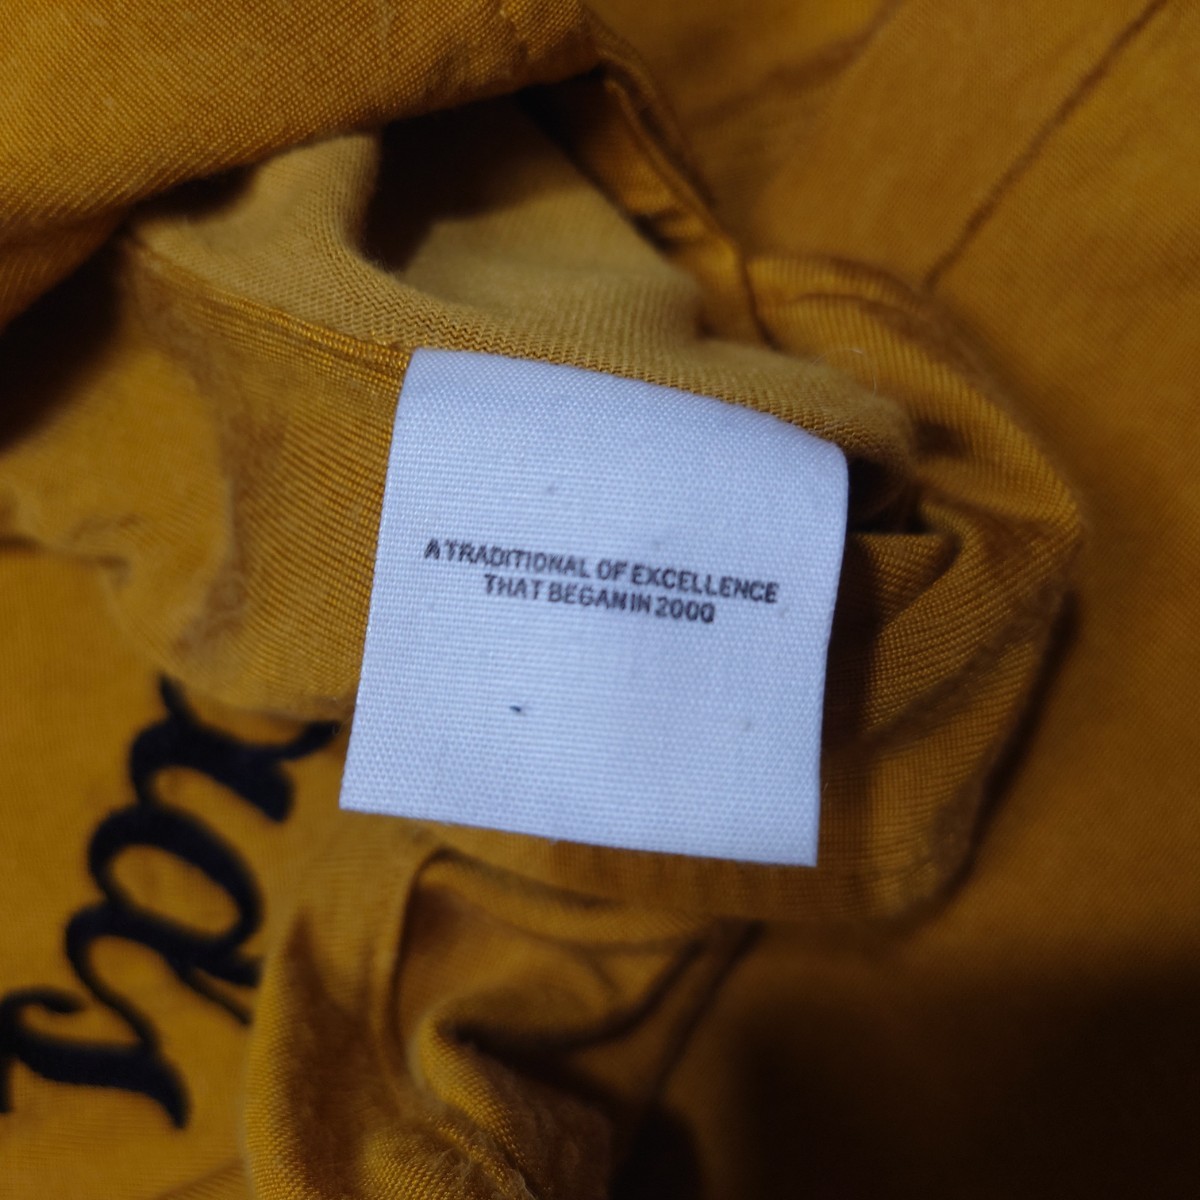 A TRADITIONAL OF EXCELLENCE
THAT BEGAN IN 2000